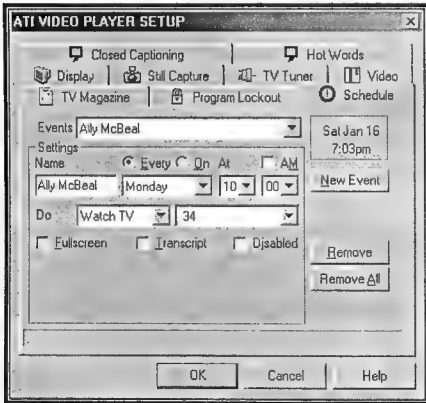 ATI VIDEO PLAYER SETUP
Closed Captioning Hot Words
Display Still Capture TV Tuner Video
TV Magazine Program Lockout Schedule
Events Ally McBeal
Sat Jan 16
7:03pm
Settings
Name Every On At AM
Ally McBeal Monday 10 00
New Event
Do Watch TV 34
Fullscreen Transcript Disabled
Remove
Remove All
OK Cancel Help